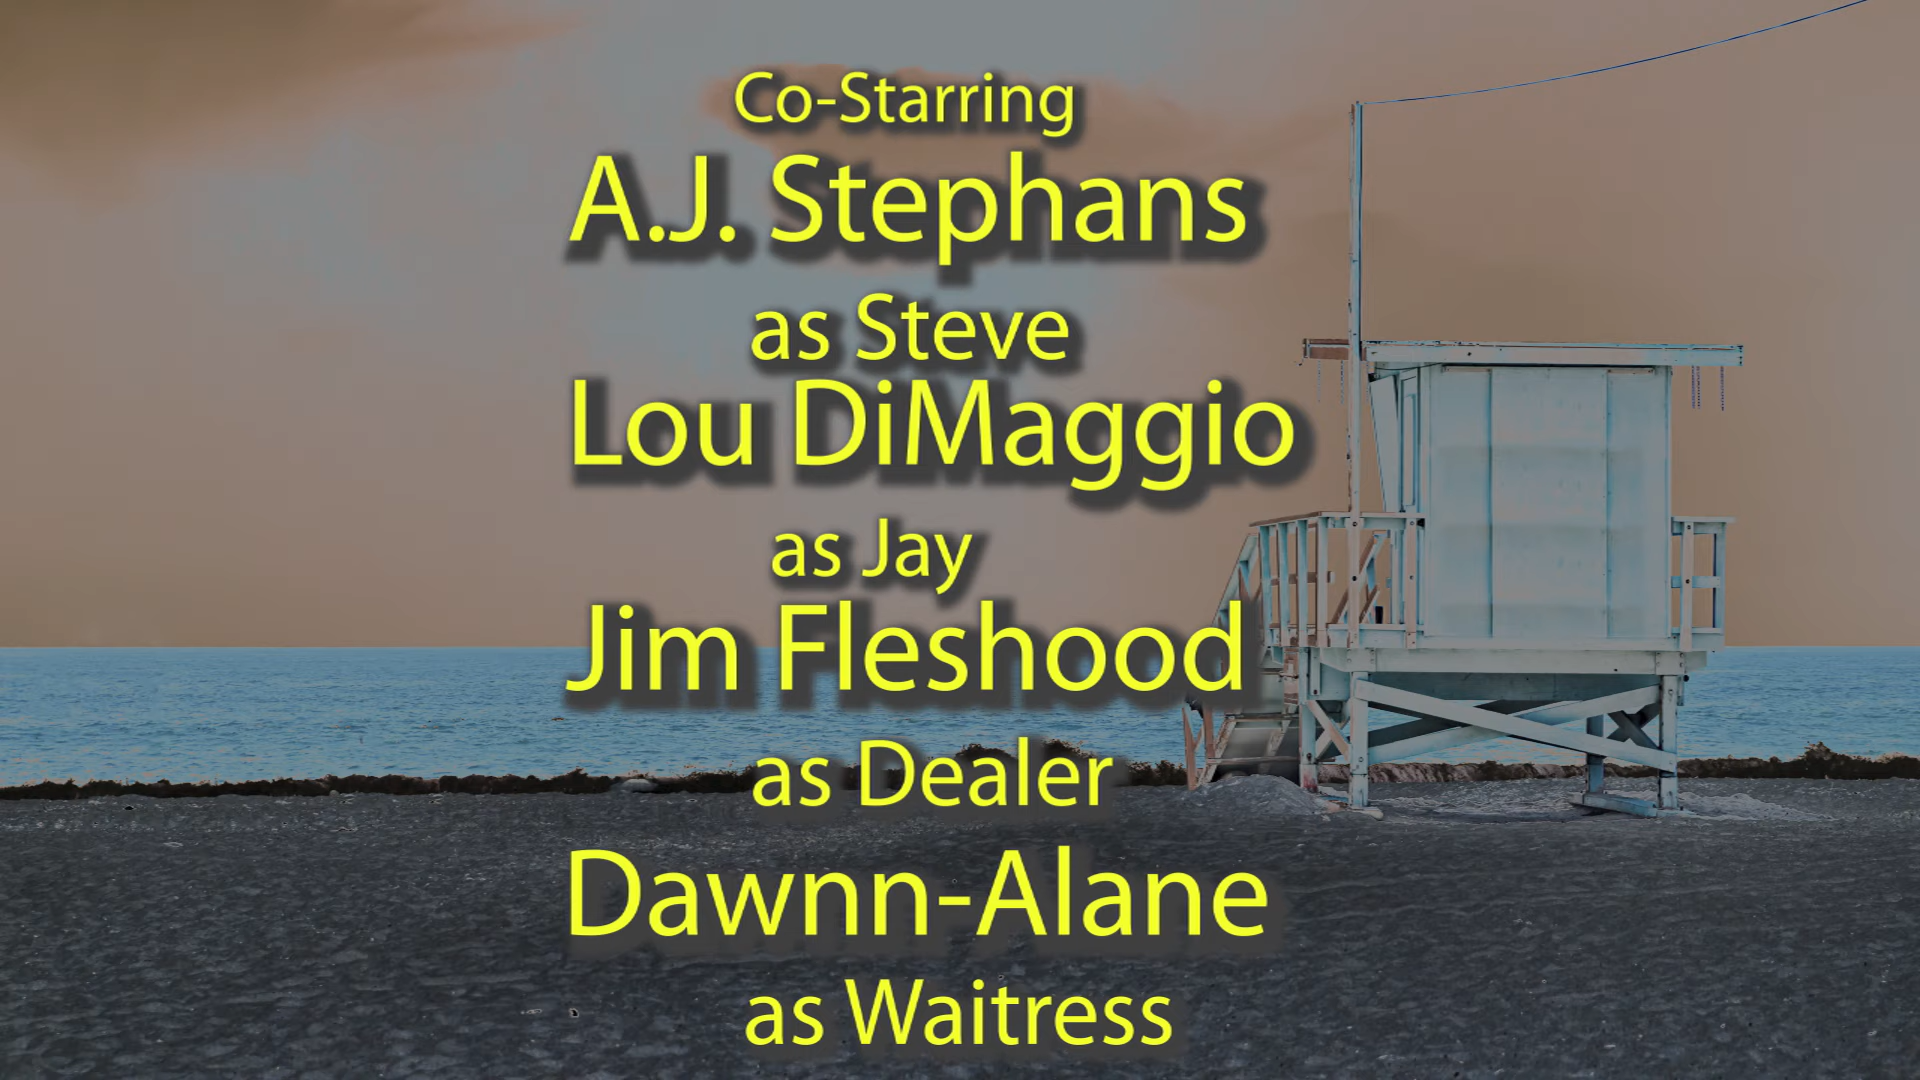 Co-Starring
A.J. Stephans
as Steve
Lou DiMaggio
as Jay
Jim Fleshood
as Dealer
Dawnn-Alane
as Waitress